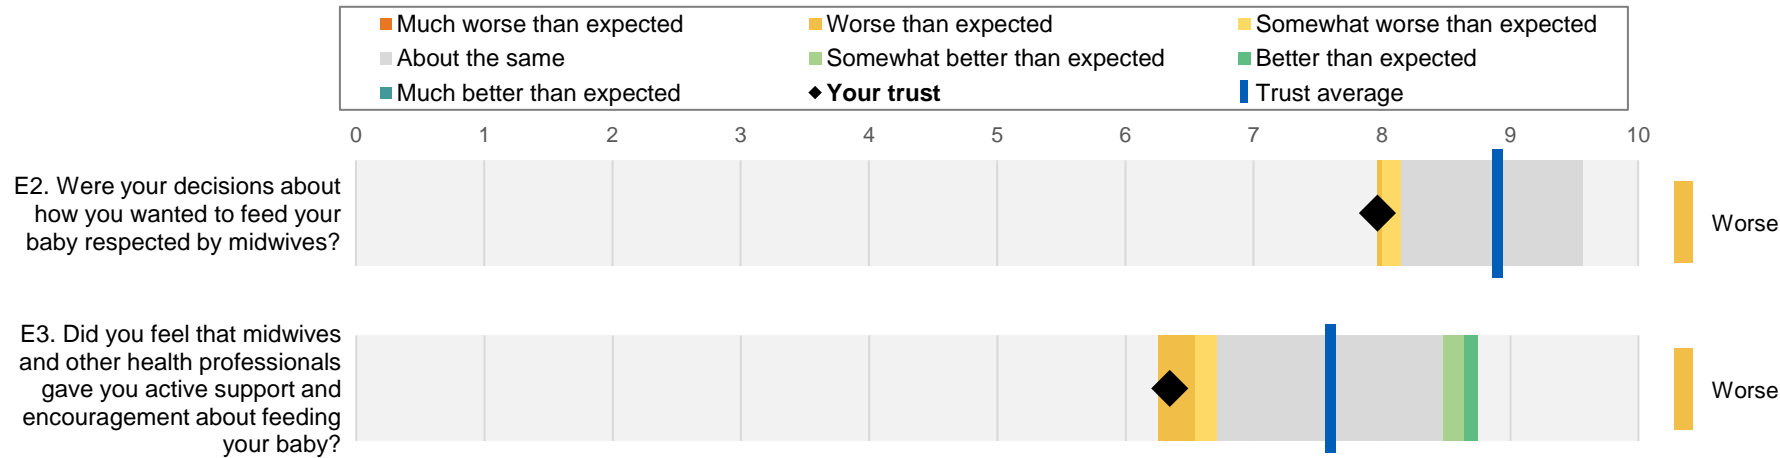 Much worse than expected
Worse than expected
Somewhat worse than expected
About the same
Somewhat better than expected
Better than expected
Much better than expected
Your trust
Trust average
0 1 2 3 4 5 6 7 8 9 10
E2. Were your decisions about
how you wanted to feed your
baby respected by midwives?
Worse
E3. Did you feel that midwives
and other health professionals
gave you active support and
encouragement about feeding
your baby?
Worse